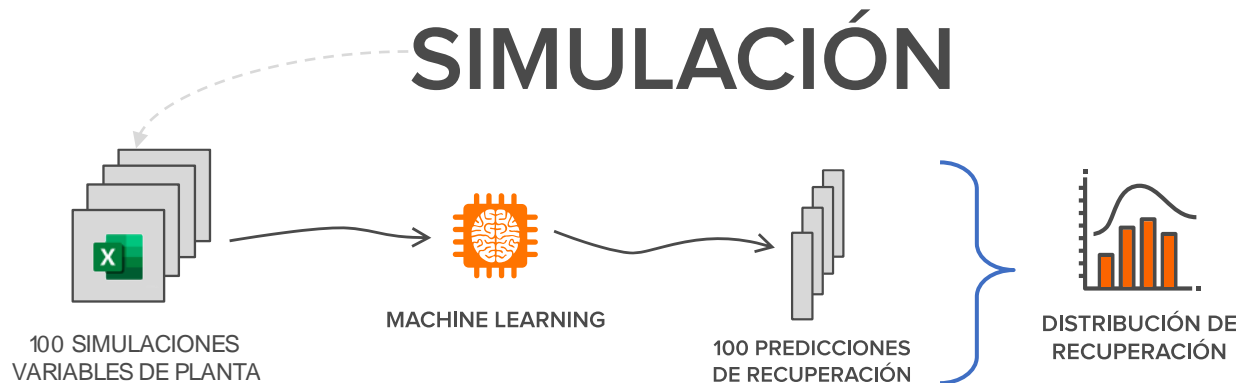 SIMULACIÓN
X
100 SIMULACIONES
VARIABLES DE PLANTA
MACHINE LEARNING
100 PREDICCIONES
DE RECUPERACIÓN
DISTRIBUCIÓN DE
RECUPERACIÓN